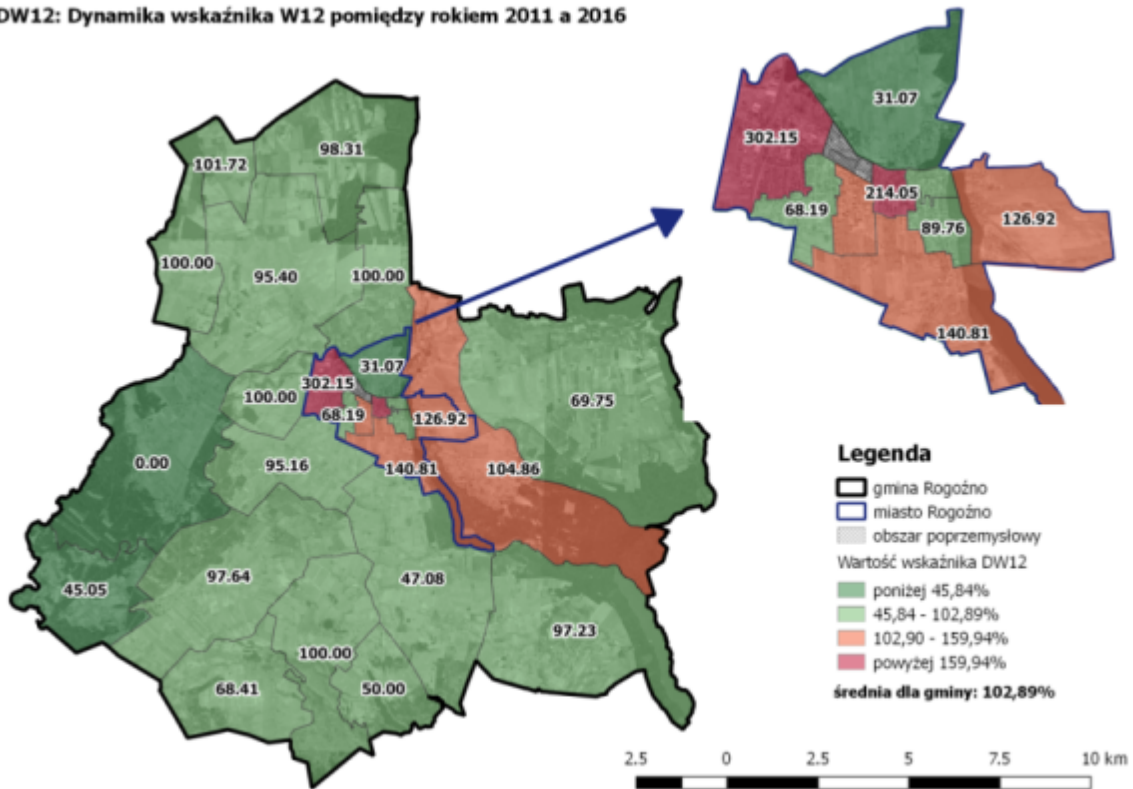 DW12: Dynamika wskaźnika W12 pomiędzy rokiem 2011 a 2016
31.07
302.15
214.05
68.19
89.76
126.92
140.81
98.31
101.72
100.00
95.40
100.00
31.07
302.15
100.00
68.19
126.92
69.75
0.00
95.16
140.81
104.86
97.64
47.08
45.05
97.23
100.00
68.41
50.00
Legenda
gmina Rogoźno
miasto Rogoźno
obszar poprzemysłowy
Wartość wskaźnika DW12
poniżej 45,84%
45,84 - 102,89%
102,90 - 159,94%
powyżej 159,94%
średnia dla gminy: 102,89%
2.5 0 2.5 5 7.5 10 km